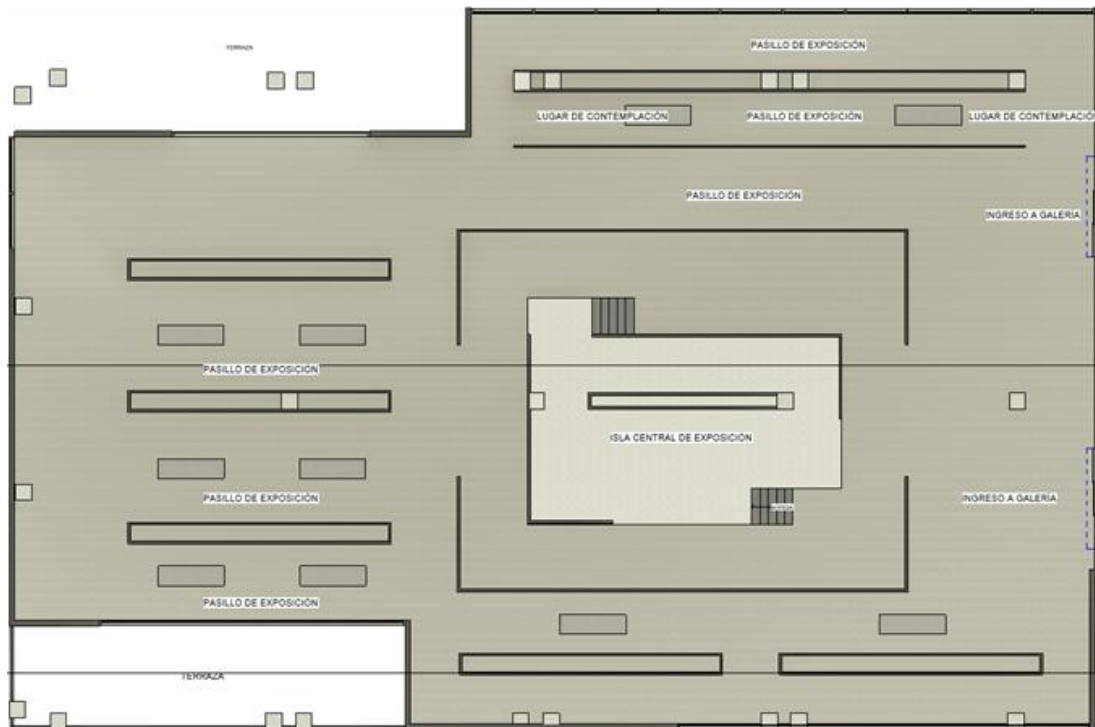 PASILLO DE EXPOSICIÓN
TERRAZA
LUGAR DE CONTEMPLACIÓN
PASILLO DE EXPOSICIÓN
LUGAR DE CONTEMPLACIÓN
PASILLO DE EXPOSICIÓN
INGRESO A GALERIA
PASILLO DE EXPOSICIÓN
ISLA CENTRAL DE EXPOSICIÓN
PASILLO DE EXPOSICIÓN
INGRESO A GALERIA
PASILLO DE EXPOSICIÓN
TERRAZA